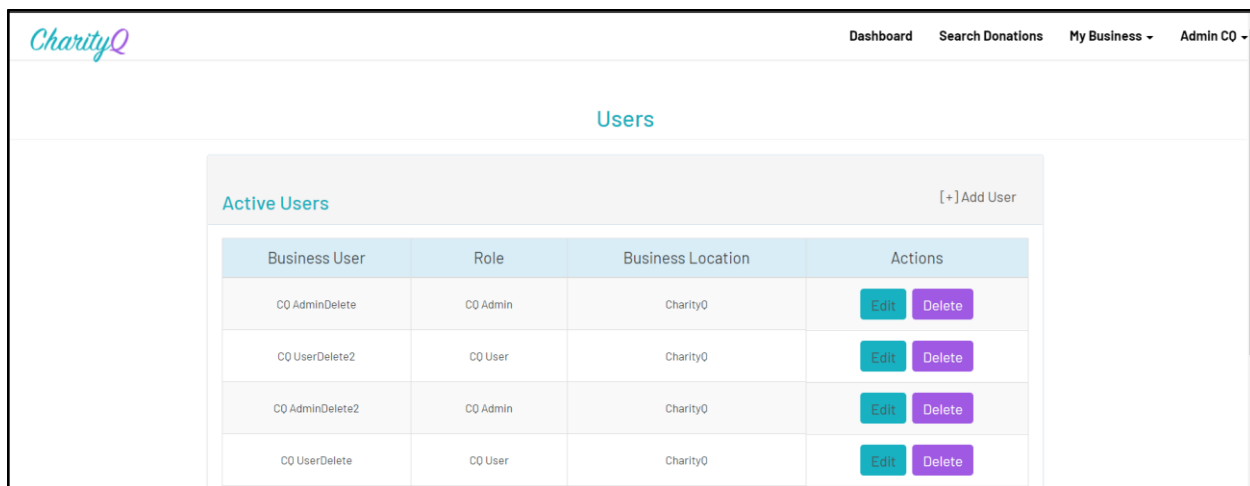 CharityQ
Dashboard Search Donations My Business Admin CQ
Users
Active Users [+] Add User
Business User Role Business Location Actions
CQ AdminDelete CQ Admin CharityQ Edit Delete
CQ UserDelete2 CQ User CharityQ Edit Delete
CQ AdminDelete2 CQ Admin CharityQ Edit Delete
CQ UserDelete CQ User CharityQ Edit Delete